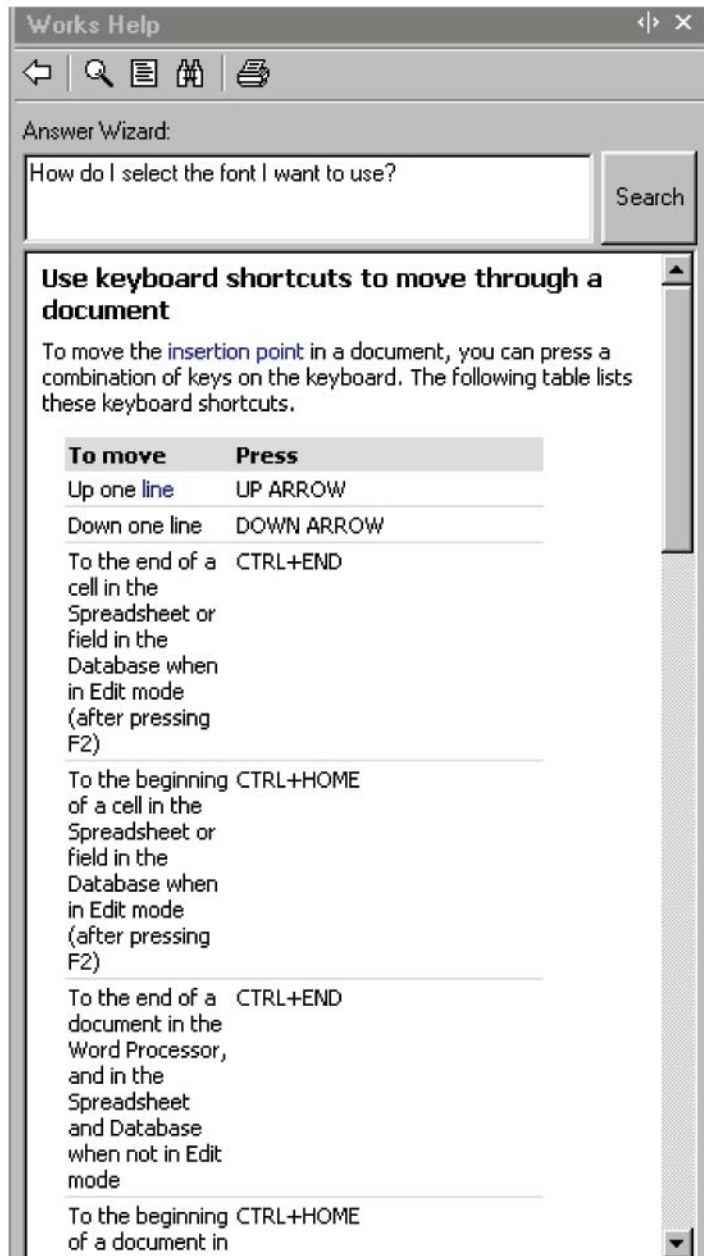 Works Help
Answer Wizard:
How do I select the font I want to use?
Search
Use keyboard shortcuts to move through a
document
To move the insertion point in a document, you can press a
combination of keys on the keyboard. The following table lists
these keyboard shortcuts.
To move Press
Up one line UP ARROW
Down one line DOWN ARROW
To the end of a CTRL+END
cell in the
Spreadsheet or
field in the
Database when
in Edit mode
(after pressing
F2)
To the beginning CTRL+HOME
of a cell in the
Spreadsheet or
field in the
Database when
in Edit mode
(after pressing
F2)
To the end of a CTRL+END
document in the
Word Processor,
and in the
Spreadsheet
and Database
when not in Edit
mode
To the beginning CTRL+HOME
of a document in